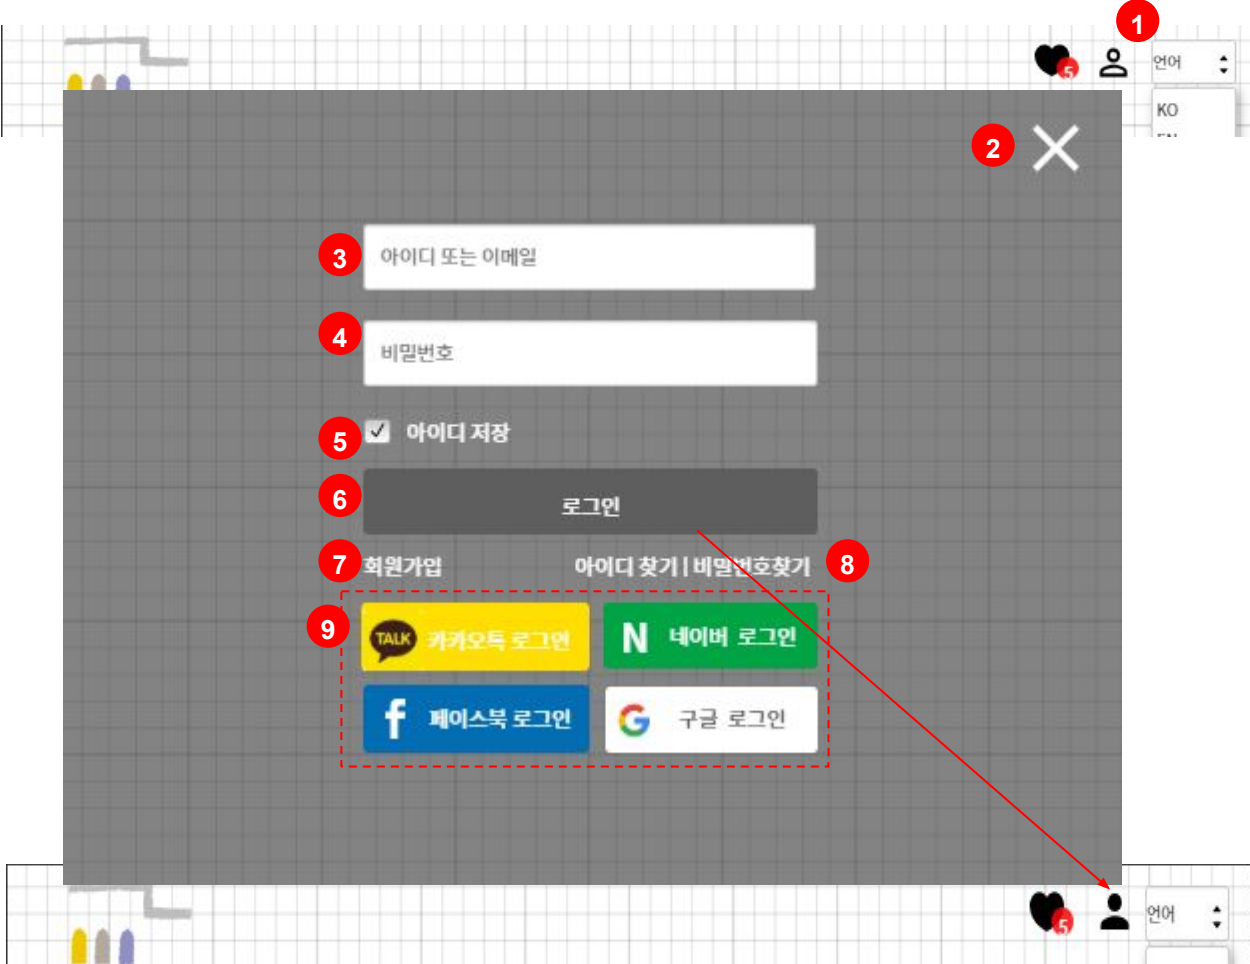 1
5
언어
KO
EN
2
3
아이디 또는 이메일
4
비밀번호
5
아이디 저장
6
로그인
7
회원가입
아이디 찾기 | 비밀번호찾기
8
9
TALK 카카오톡 로그인
N 네이버 로그인
f 페이스북 로그인
G 구글 로그인
5
언어